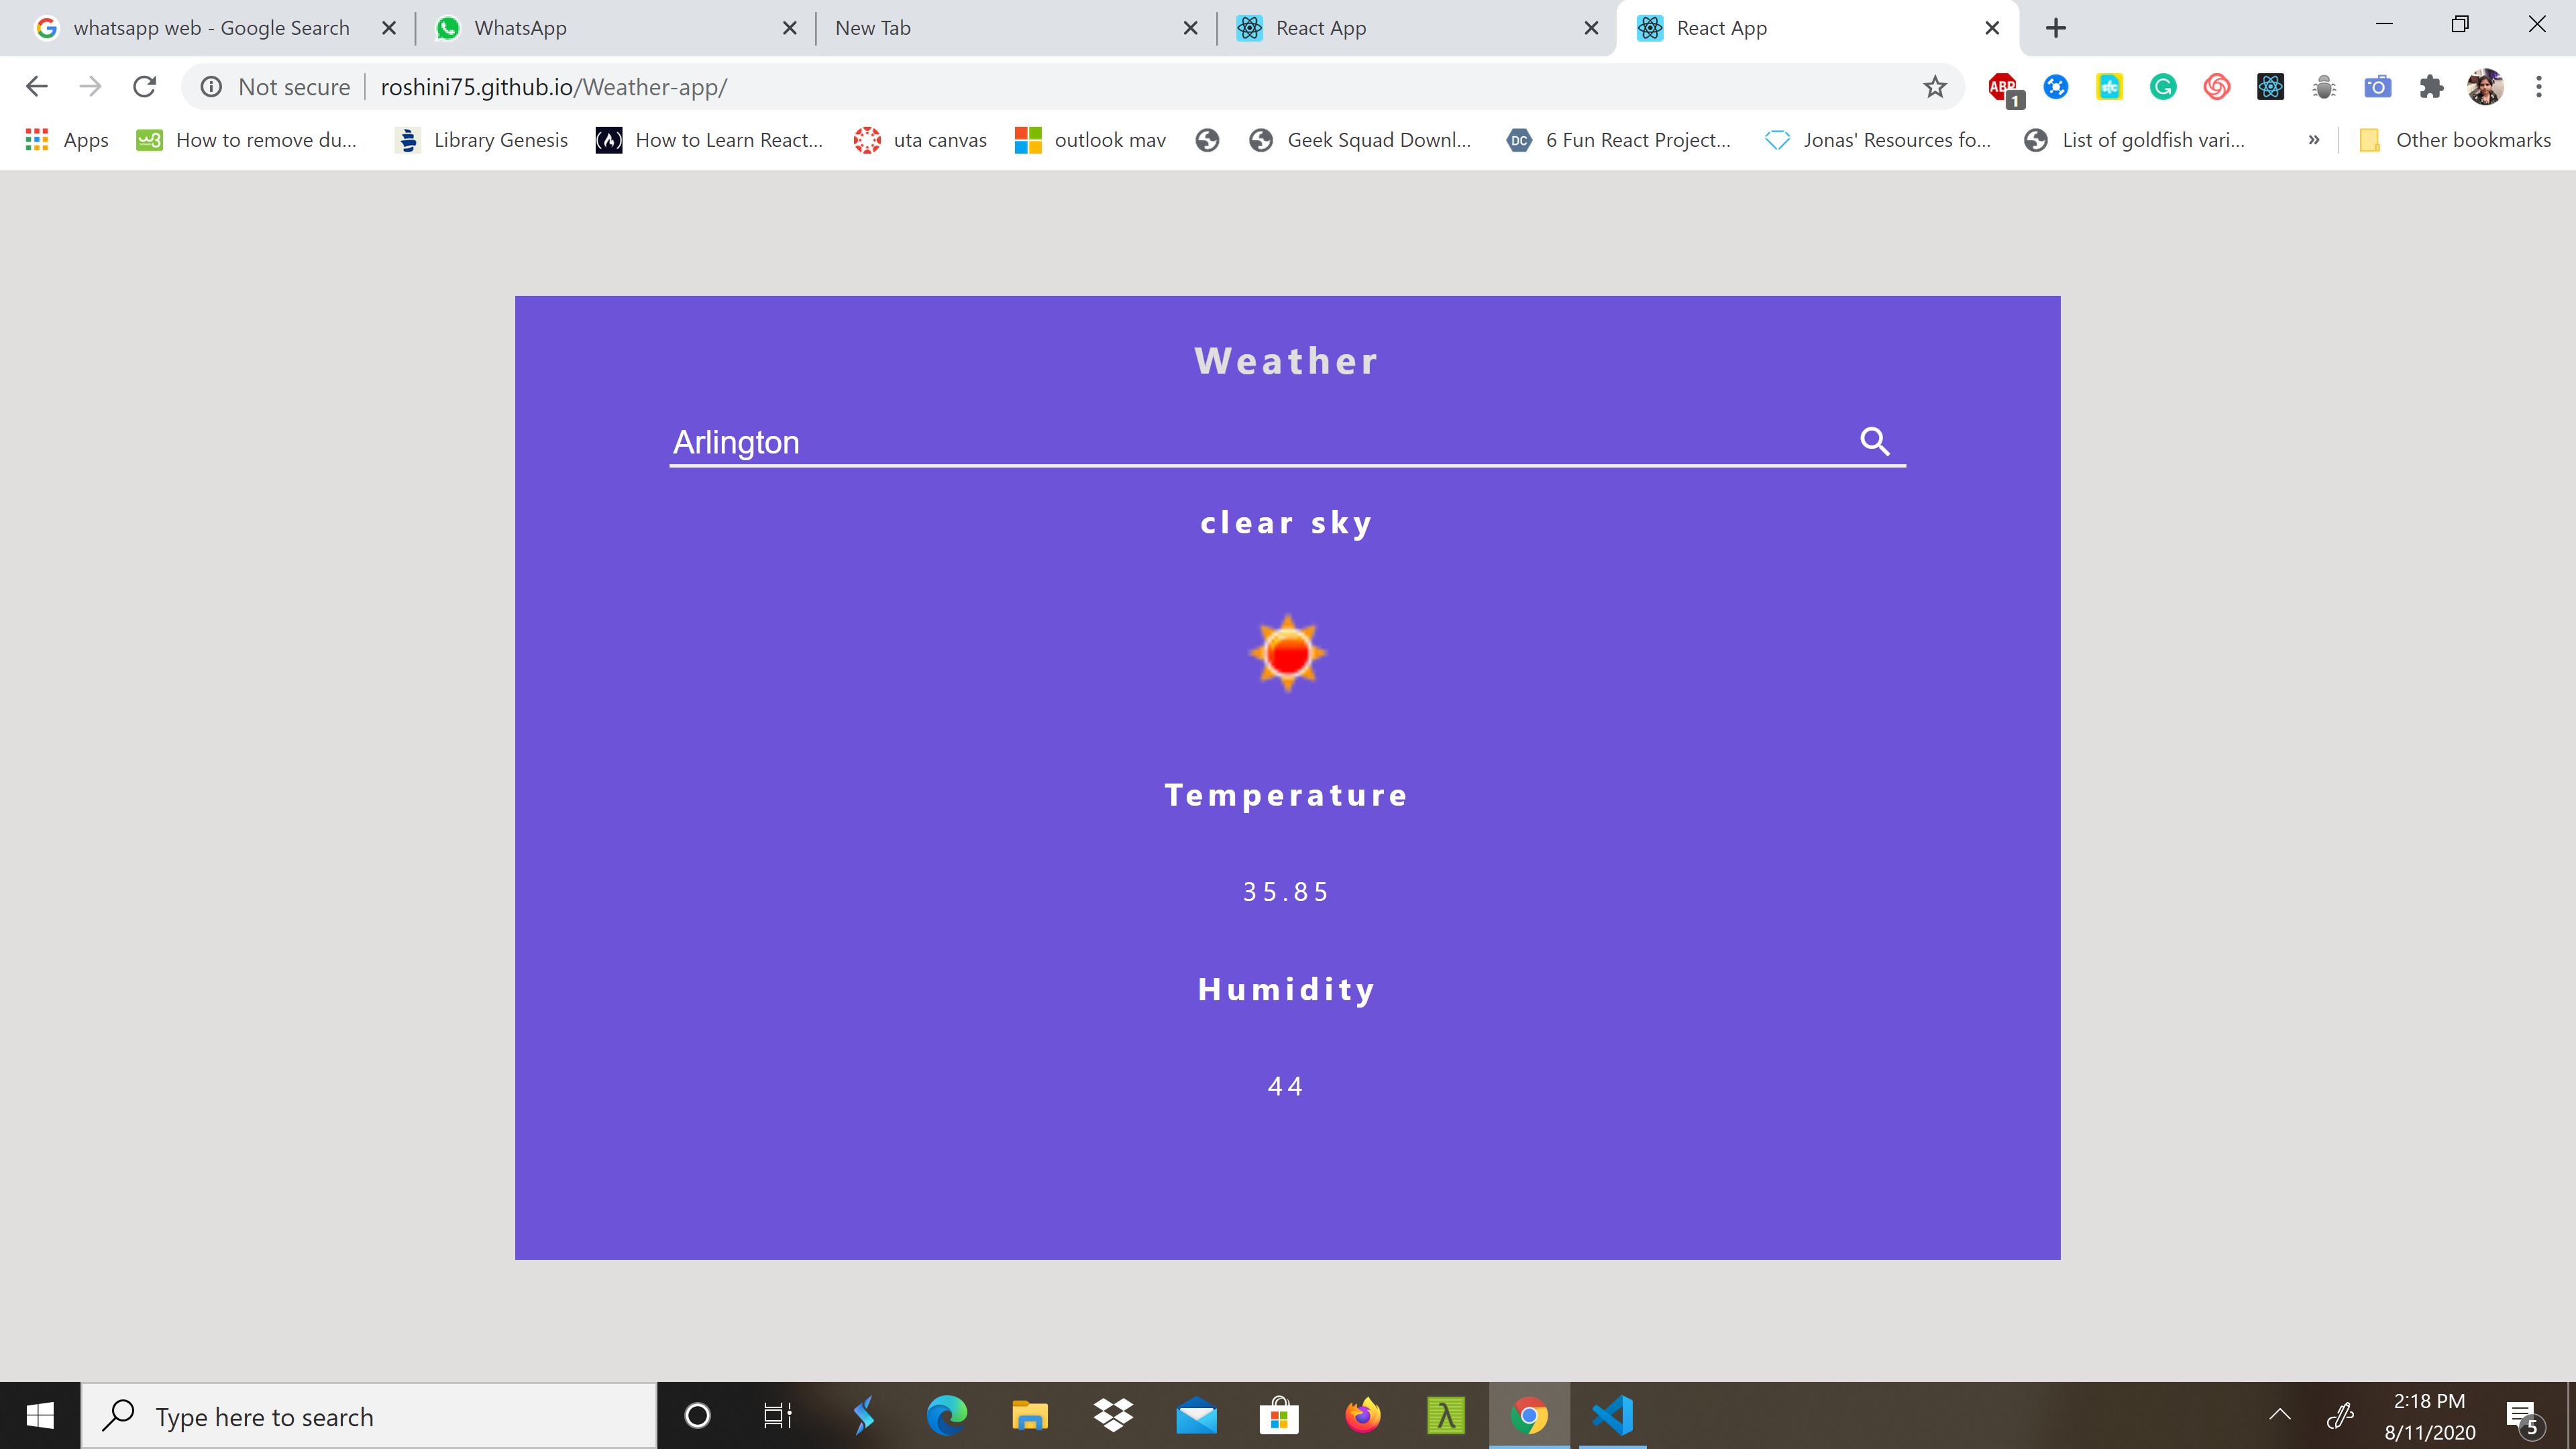 whatsapp web - Google Search
WhatsApp
New Tab
React App
React App
Not secure
roshini75.github.io/Weather-app/
ABP
1
Apps
How to remove du...
Library Genesis
How to Learn React...
uta canvas
outlook mav
Geek Squad Downl...
DC
6 Fun React Project...
Jonas' Resources fo...
List of goldfish vari...
»
Other bookmarks
Weather
Arlington
clear sky
Temperature
35.85
Humidity
44
Type here to search
2:18 PM
8/11/2020
5